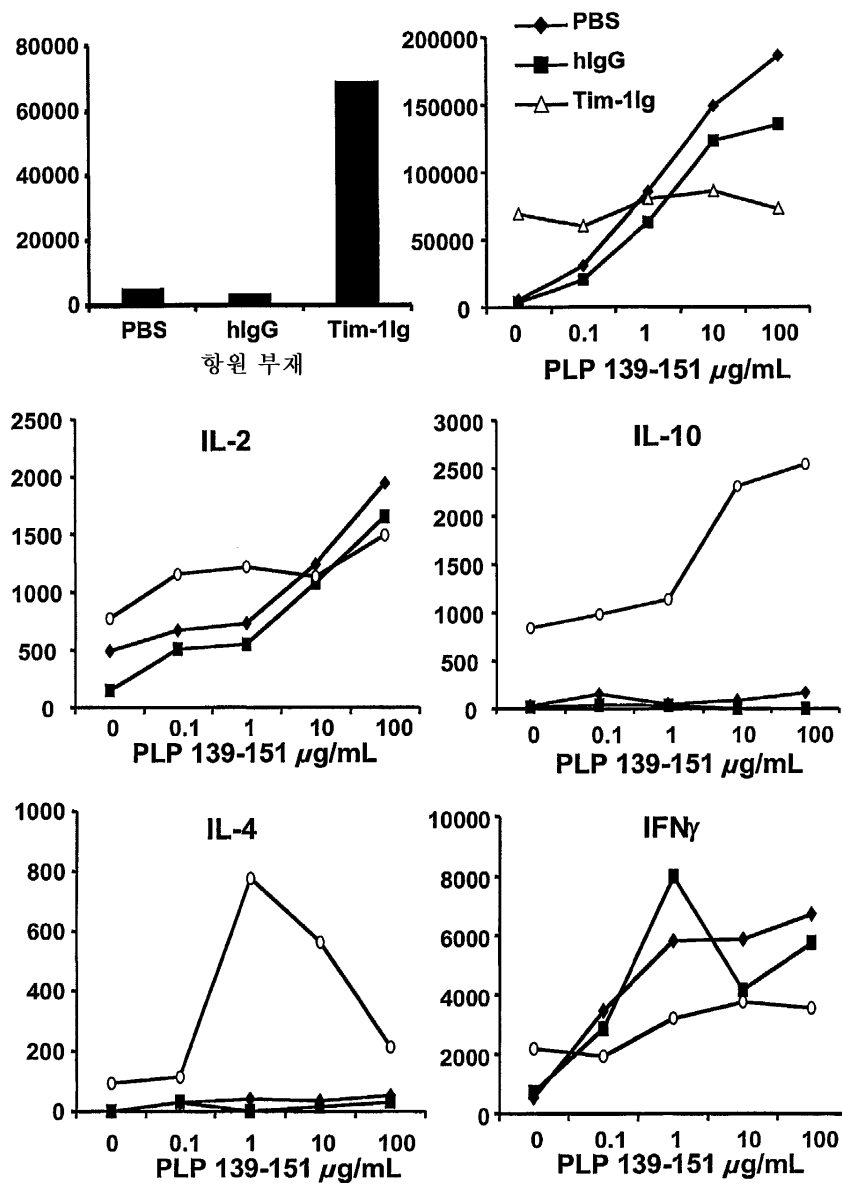 80000
60000
40000
20000
0
PBS hIgG Tim-1Ig
항원 부재
PBS
hIgG
Tim-1Ig
200000
150000
100000
50000
0
0 0.1 1 10 100
PLP 139-151 µg/mL
IL-2
2500
2000
1500
1000
500
0
0 0.1 1 10 100
PLP 139-151 µg/mL
IL-10
3000
2500
2000
1500
1000
500
0
0 0.1 1 10 100
PLP 139-151 µg/mL
IL-4
1000
800
600
400
200
0
0 0.1 1 10 100
PLP 139-151 µg/mL
IFNγ
10000
8000
6000
4000
2000
0
0 0.1 1 10 100
PLP 139-151 µg/mL